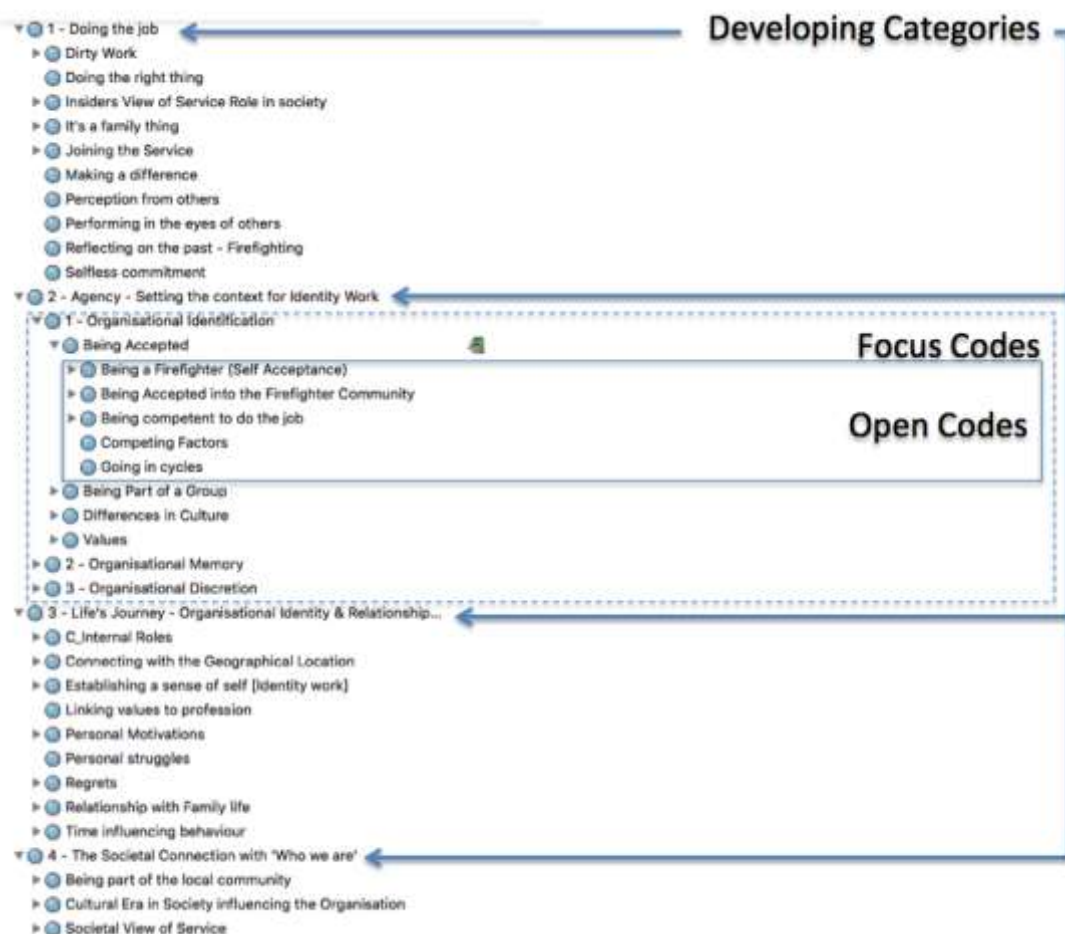 1 - Doing the job
Developing Categories
Dirty Work
Doing the right thing
Insiders View of Service Role in society
It's a family thing
Joining the Service
Making a difference
Perception from others
Performing in the eyes of others
Reflecting on the past - Firefighting
Selfless commitment
2 - Agency - Setting the context for Identity Work
1 - Organisational Identification
Being Accepted
Focus Codes
Being a Firefighter (Self Acceptance)
Being Accepted into the Firefighter Community
Being competent to do the job
Open Codes
Competing Factors
Going in cycles
Being Part of a Group
Differences in Culture
Values
2 - Organisational Memory
3 - Organisational Discretion
3 - Life's Journey - Organisational Identity & Relationship...
C_Internal Roles
Connecting with the Geographical Location
Establishing a sense of self [Identity work]
Linking values to profession
Personal Motivations
Personal struggles
Regrets
Relationship with Family life
Time influencing behaviour
4 - The Societal Connection with 'Who we are'
Being part of the local community
Cultural Era in Society influencing the Organisation
Societal View of Service